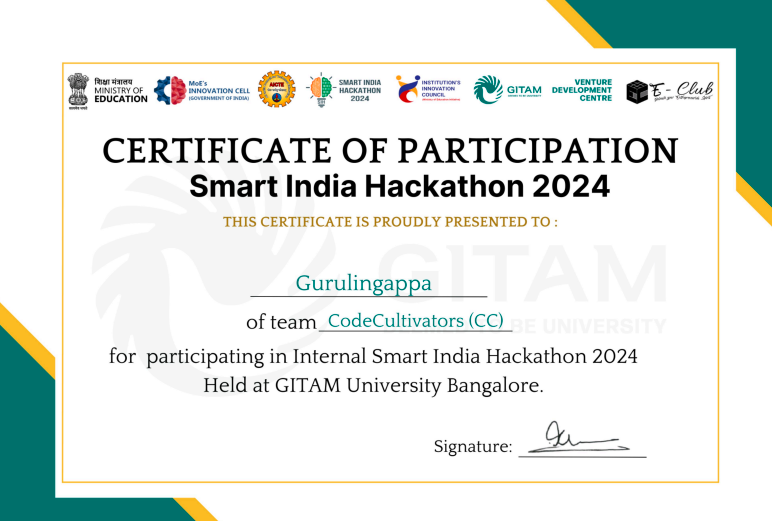 शिक्षा मंत्रालय
MINISTRY OF
EDUCATION
MoE's
INNOVATION CELL
(GOVERNMENT OF INDIA)
AICTE
SMART INDIA
HACKATHON
2024
INSTITUTION'S
INNOVATION
COUNCIL
GITAM
VENTURE
DEVELOPMENT
CENTRE
E - Club
CERTIFICATE OF PARTICIPATION
Smart India Hackathon 2024
THIS CERTIFICATE IS PROUDLY PRESENTED TO :
Gurulingappa
GITAM
of team CodeCultivators (CC)
BE UNIVERSITY
for participating in Internal Smart India Hackathon 2024
Held at GITAM University Bangalore.
Signature: